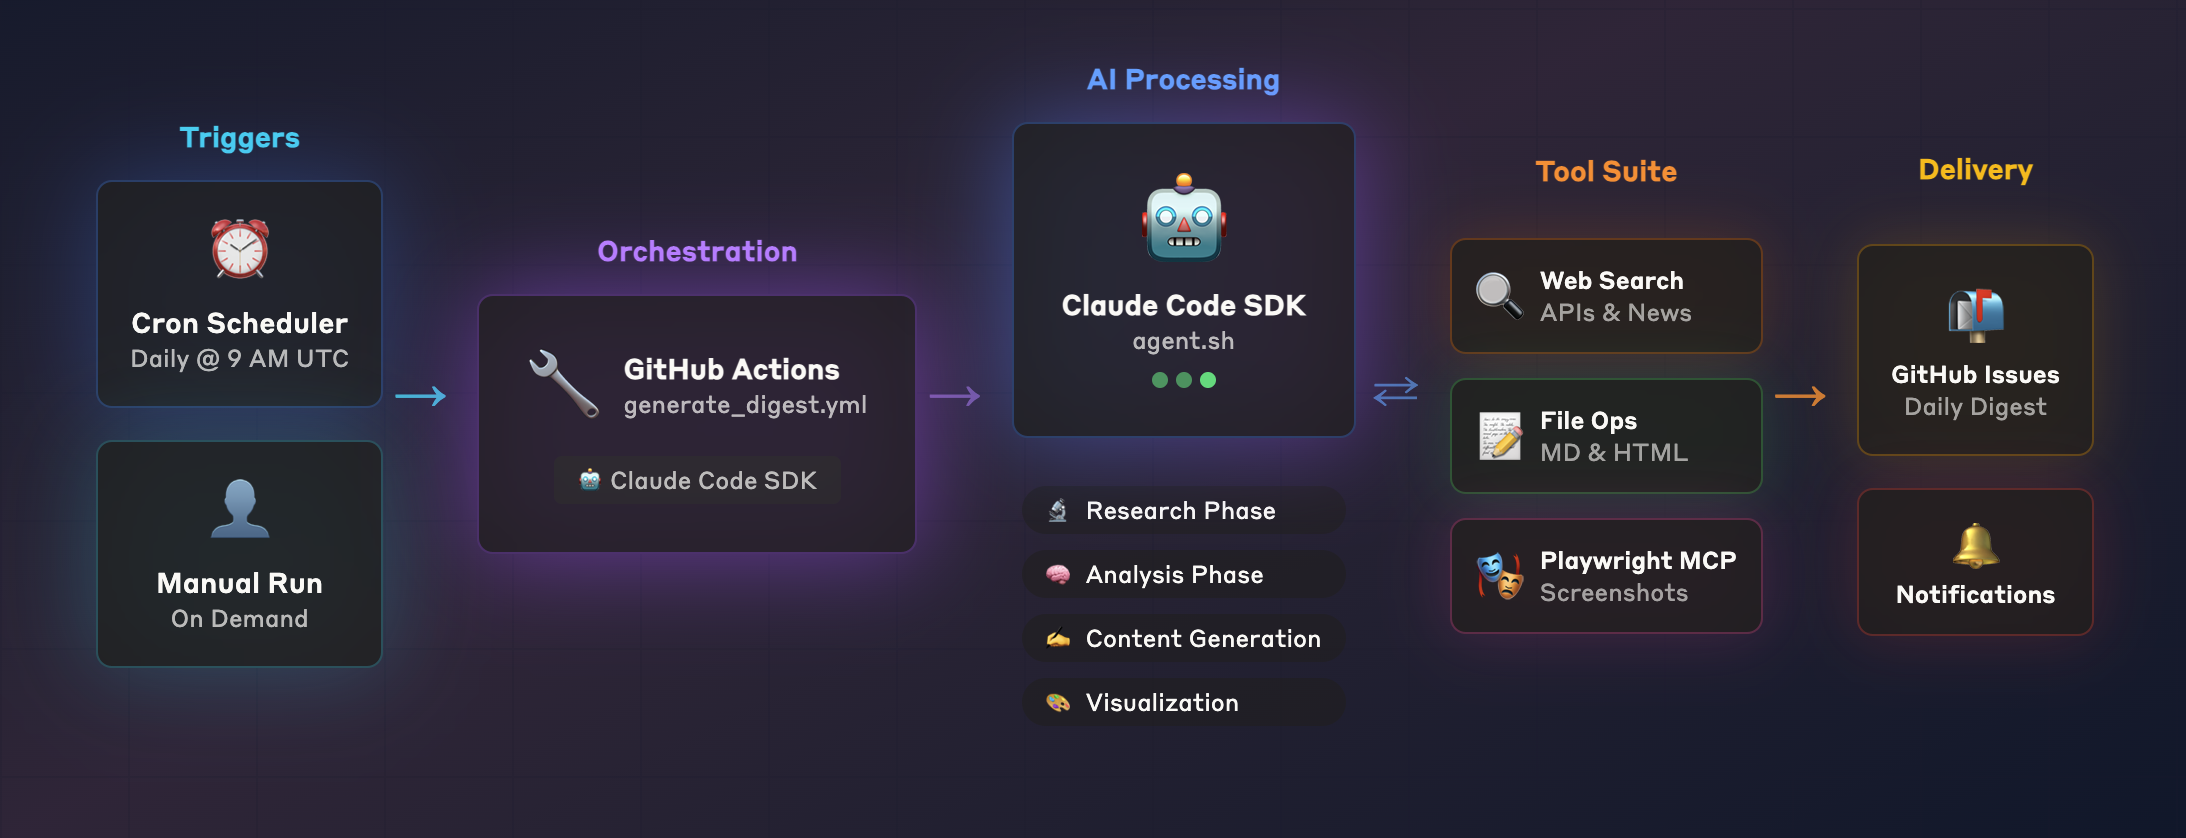 Triggers
Cron Scheduler
Daily @ 9 AM UTC
Manual Run
On Demand
Orchestration
GitHub Actions
generate_digest.yml
Claude Code SDK
AI Processing
Claude Code SDK
agent.sh
Research Phase
Analysis Phase
Content Generation
Visualization
Tool Suite
Web Search
APIs & News
File Ops
MD & HTML
Playwright MCP
Screenshots
Delivery
GitHub Issues
Daily Digest
Notifications